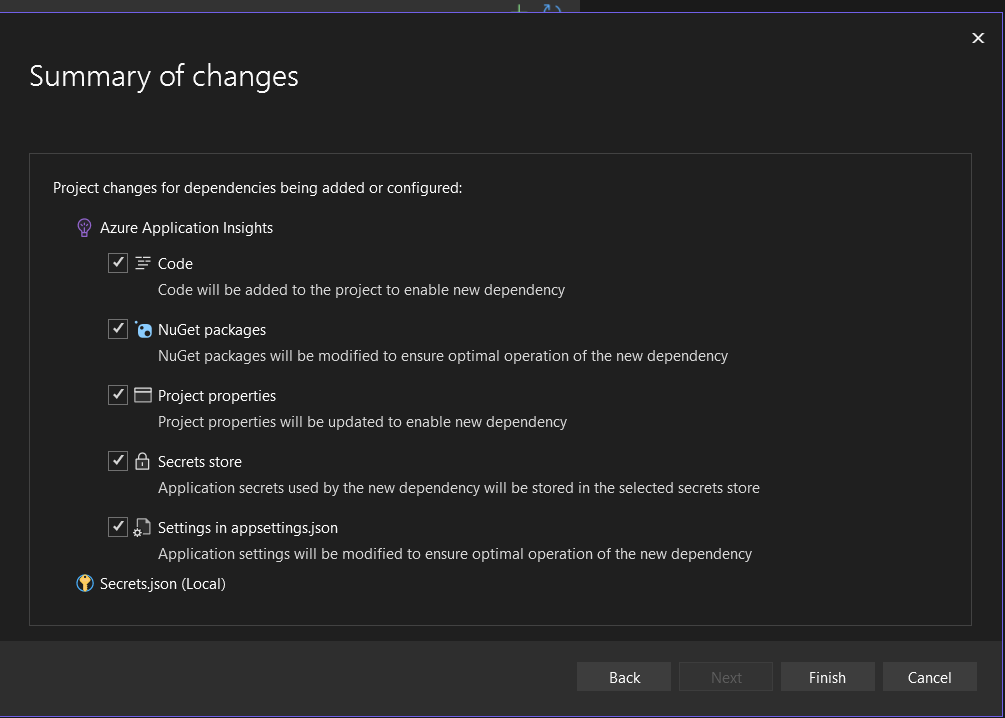 Summary of changes
Project changes for dependencies being added or configured:
Azure Application Insights
Code
Code will be added to the project to enable new dependency
NuGet packages
NuGet packages will be modified to ensure optimal operation of the new dependency
Project properties
Project properties will be updated to enable new dependency
Secrets store
Application secrets used by the new dependency will be stored in the selected secrets store
Settings in appsettings.json
Application settings will be modified to ensure optimal operation of the new dependency
Secrets.json (Local)
Back Next Finish Cancel